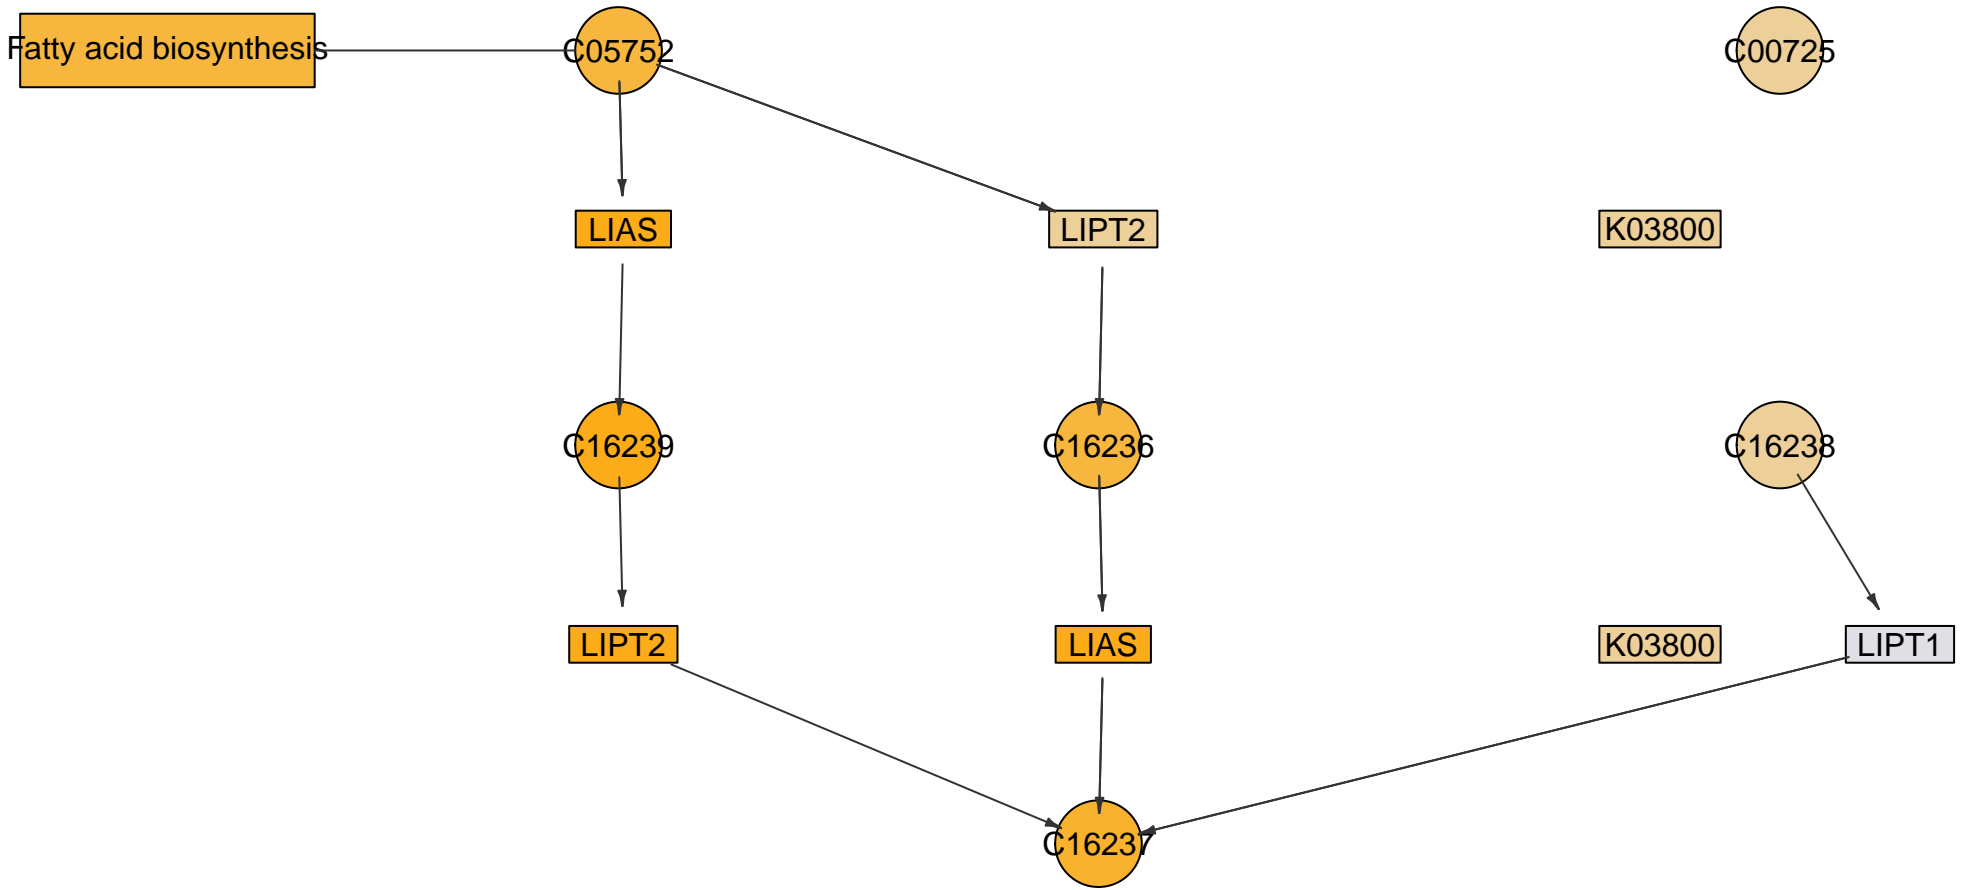 Fatty acid biosynthesis
C05752
C00725
LIAS
LIPT2
K03800
C16239
C16236
C16238
LIPT2
LIAS
K03800
LIPT1
C16237